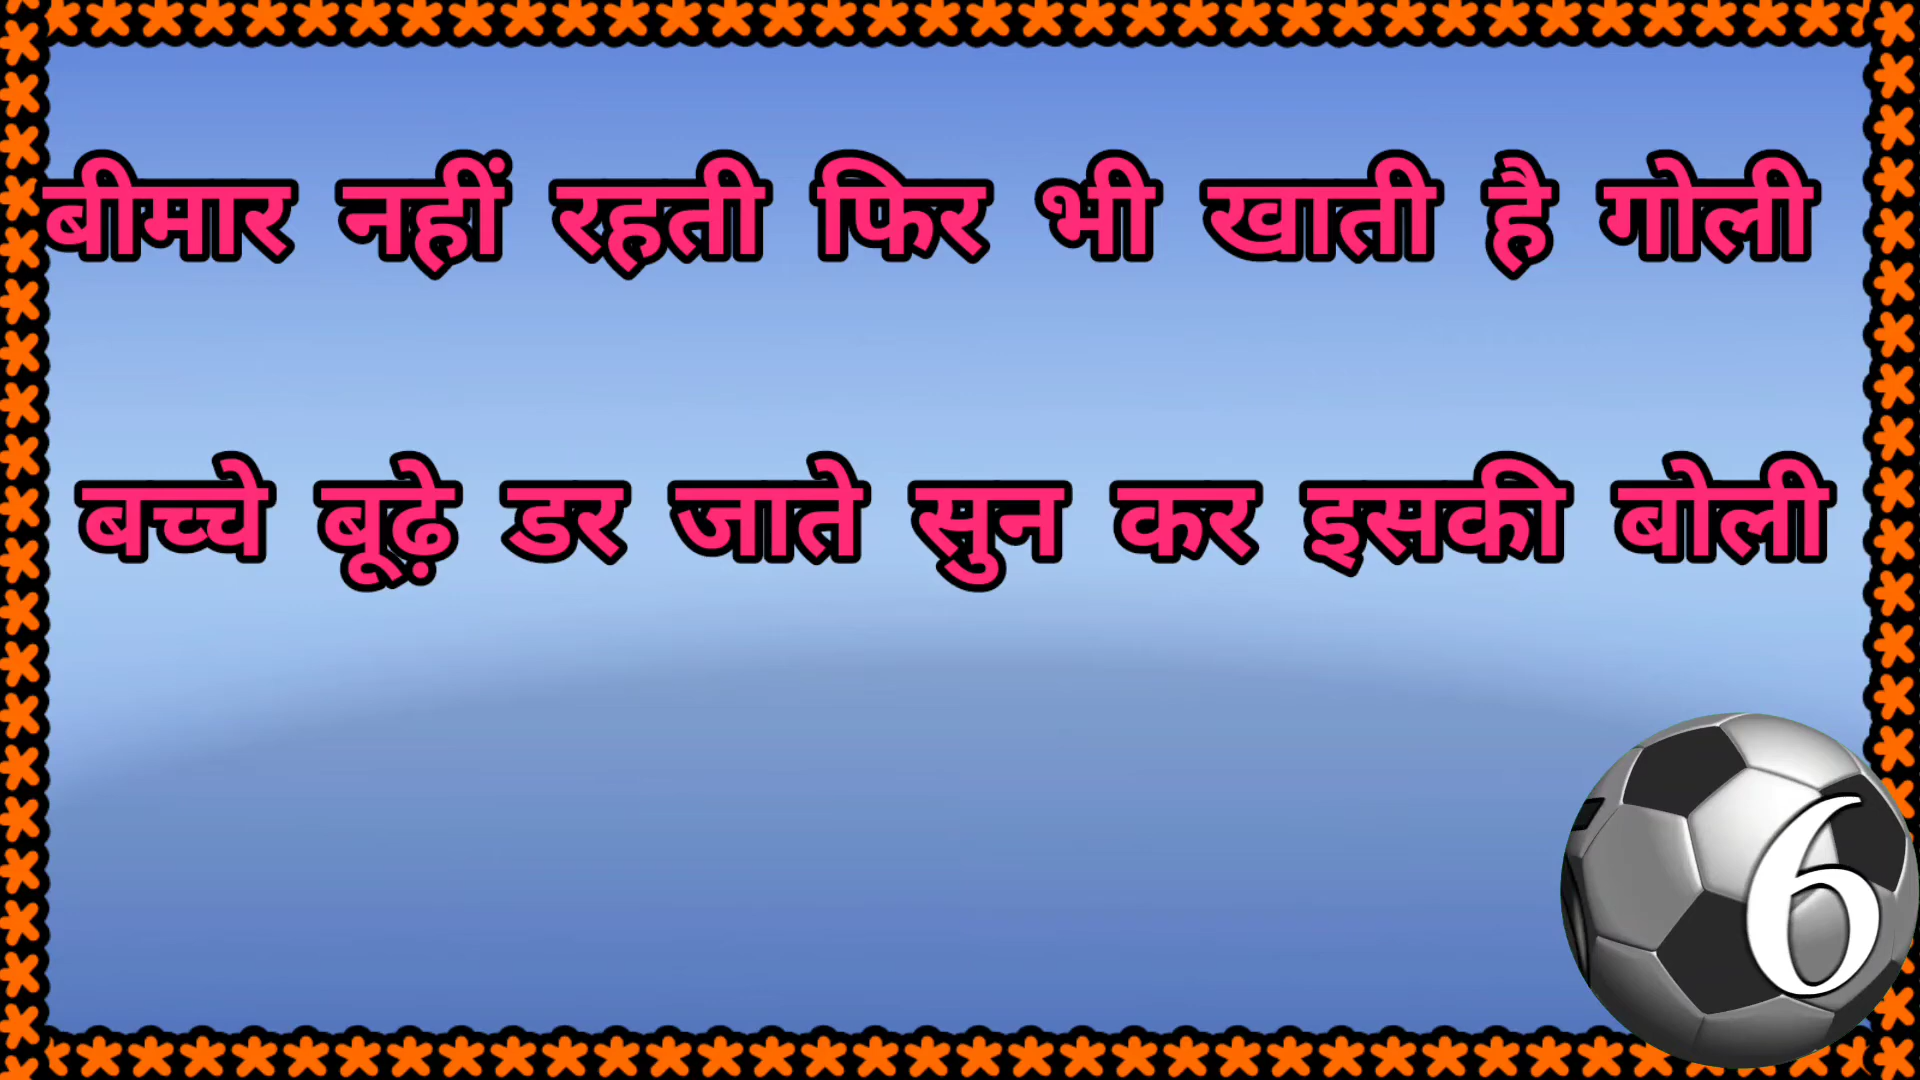 बीमार नहीं रहती फिर भी खाती है गोली
बच्चे बूढ़े डर जाते सुन कर इसकी बोली
6